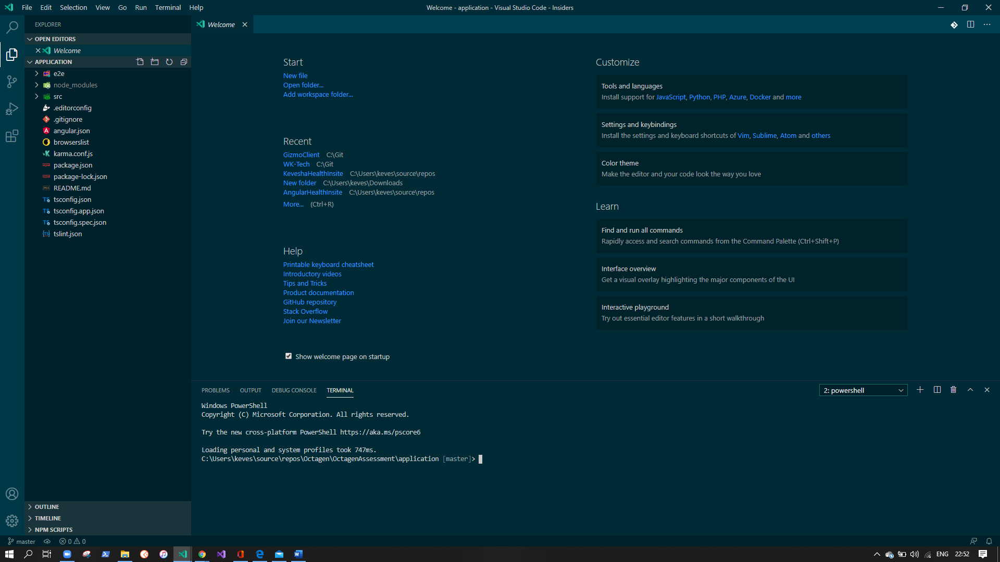 File Edit Selection View Go Run Terminal Help
Welcome - application - Visual Studio Code - Insiders
EXPLORER
OPEN EDITORS
Welcome
APPLICATION
e2e
node_modules
src
.editorconfig
.gitignore
angular.json
browserslist
karma.conf.js
package.json
package-lock.json
README.md
tsconfig.json
tsconfig.app.json
tsconfig.spec.json
tslint.json
OUTLINE
TIMELINE
NPM SCRIPTS
Welcome
Start
New file
Open folder...
Add workspace folder...
Recent
GizmoClient C:\Git
WK-Tech C:\Git
KeveshaHealthInsite C:\Users\keves\source\repos
New folder C:\Users\keves\Downloads
AngularHealthInsite C:\Users\keves\source\repos
More... (Ctrl+R)
Help
Printable keyboard cheatsheet
Introductory videos
Tips and Tricks
Product documentation
GitHub repository
Stack Overflow
Join our Newsletter
Show welcome page on startup
Customize
Tools and languages
Install support for JavaScript, Python, PHP, Azure, Docker and more
Settings and keybindings
Install the settings and keyboard shortcuts of Vim, Sublime, Atom and others
Color theme
Make the editor and your code look the way you love
Learn
Find and run all commands
Rapidly access and search commands from the Command Palette (Ctrl+Shift+P)
Interface overview
Get a visual overlay highlighting the major components of the UI
Interactive playground
Try out essential editor features in a short walkthrough
PROBLEMS OUTPUT DEBUG CONSOLE TERMINAL
2: powershell
Windows PowerShell
Copyright (C) Microsoft Corporation. All rights reserved.
Try the new cross-platform PowerShell https://aka.ms/pscore6
Loading personal and system profiles took 747ms.
C:\Users\keves\source\repos\Octagen\OctagenAssessment\application [master]>
master 0 0
ENG 22:52